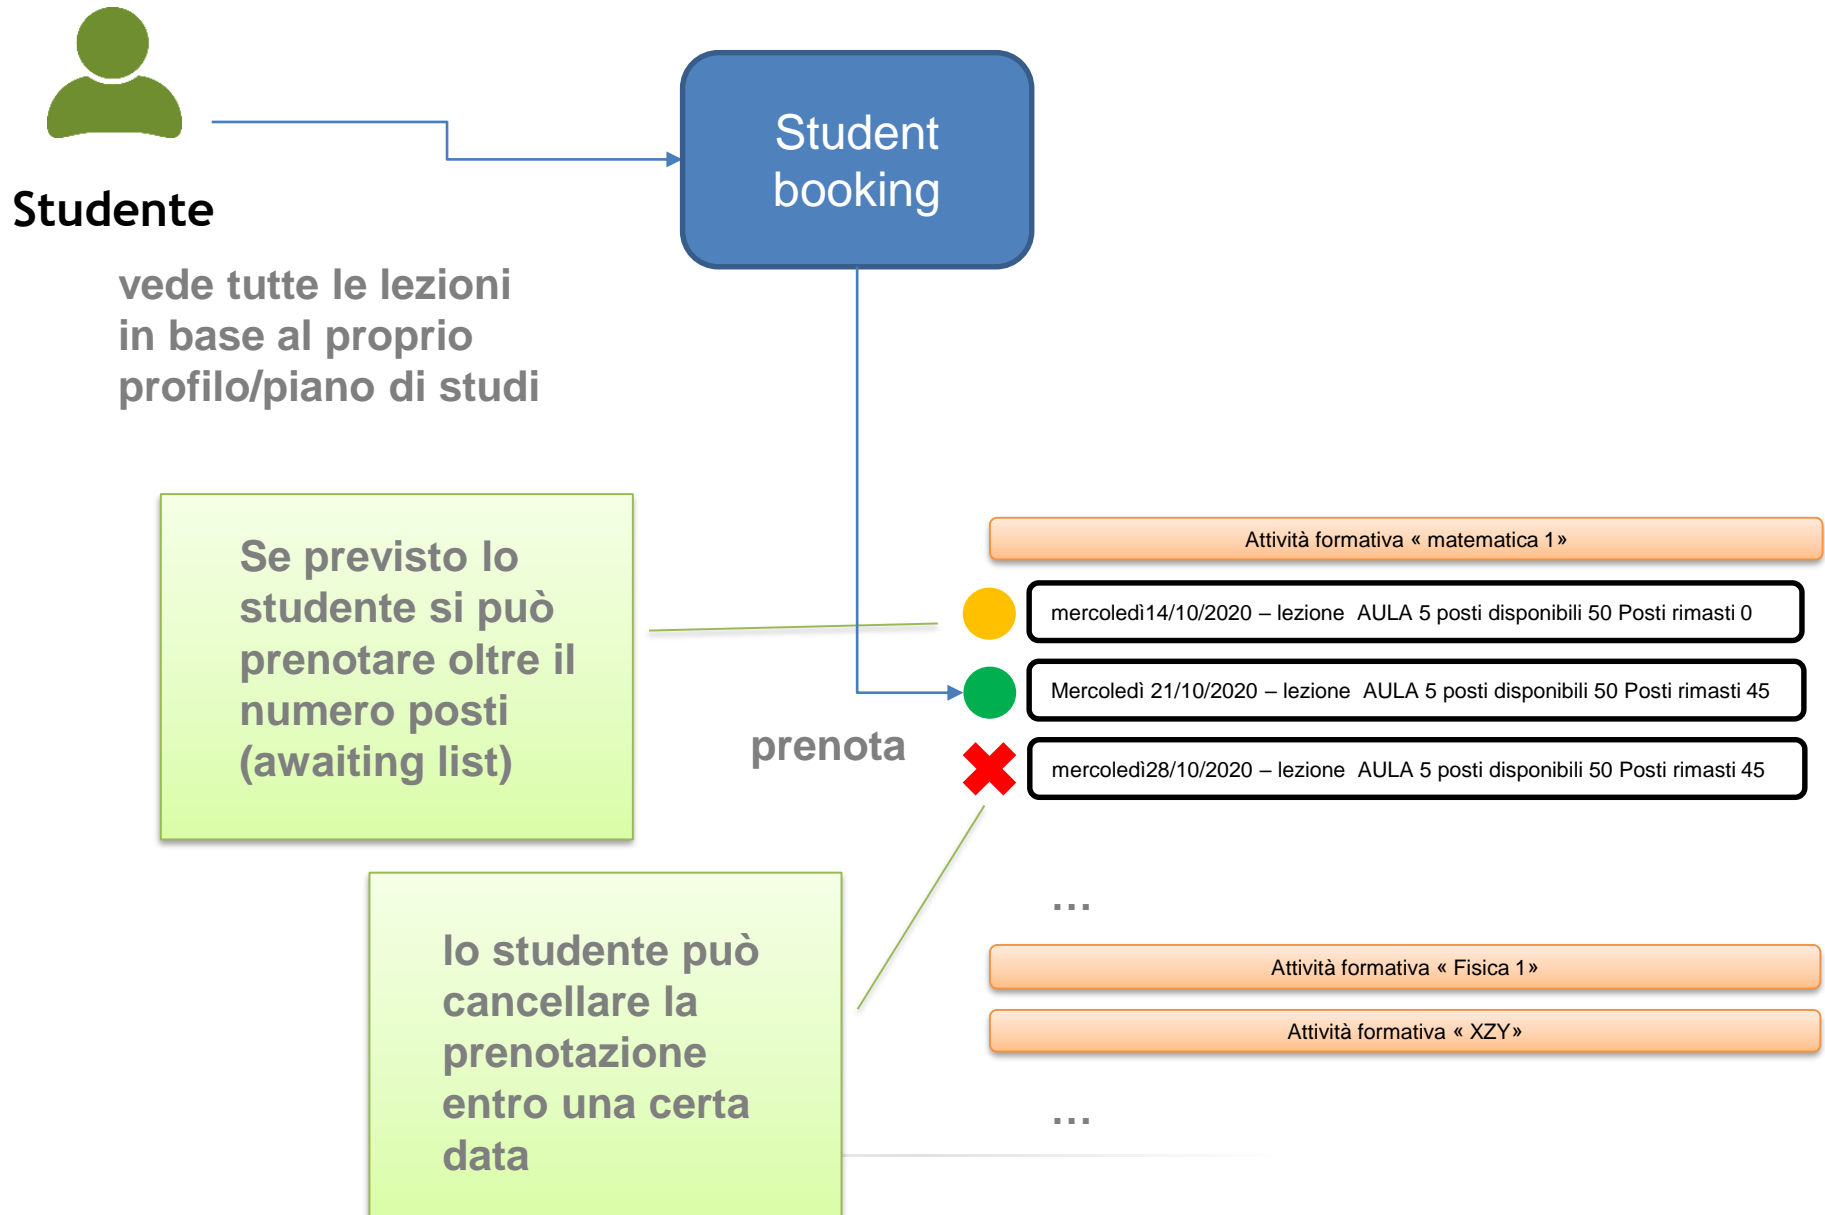 Student
booking
Studente
vede tutte le lezioni
in base al proprio
profilo/piano di studi
Se previsto lo
studente si può
prenotare oltre il
numero posti
(awaiting list)
Attività formativa « matematica 1»
mercoledì14/10/2020 – lezione  AULA 5 posti disponibili 50 Posti rimasti 0
Mercoledì 21/10/2020 – lezione  AULA 5 posti disponibili 50 Posti rimasti 45
prenota
mercoledì28/10/2020 – lezione  AULA 5 posti disponibili 50 Posti rimasti 45
…
lo studente può
cancellare la
prenotazione
entro una certa
data
Attività formativa « Fisica 1»
Attività formativa « XZY»
…